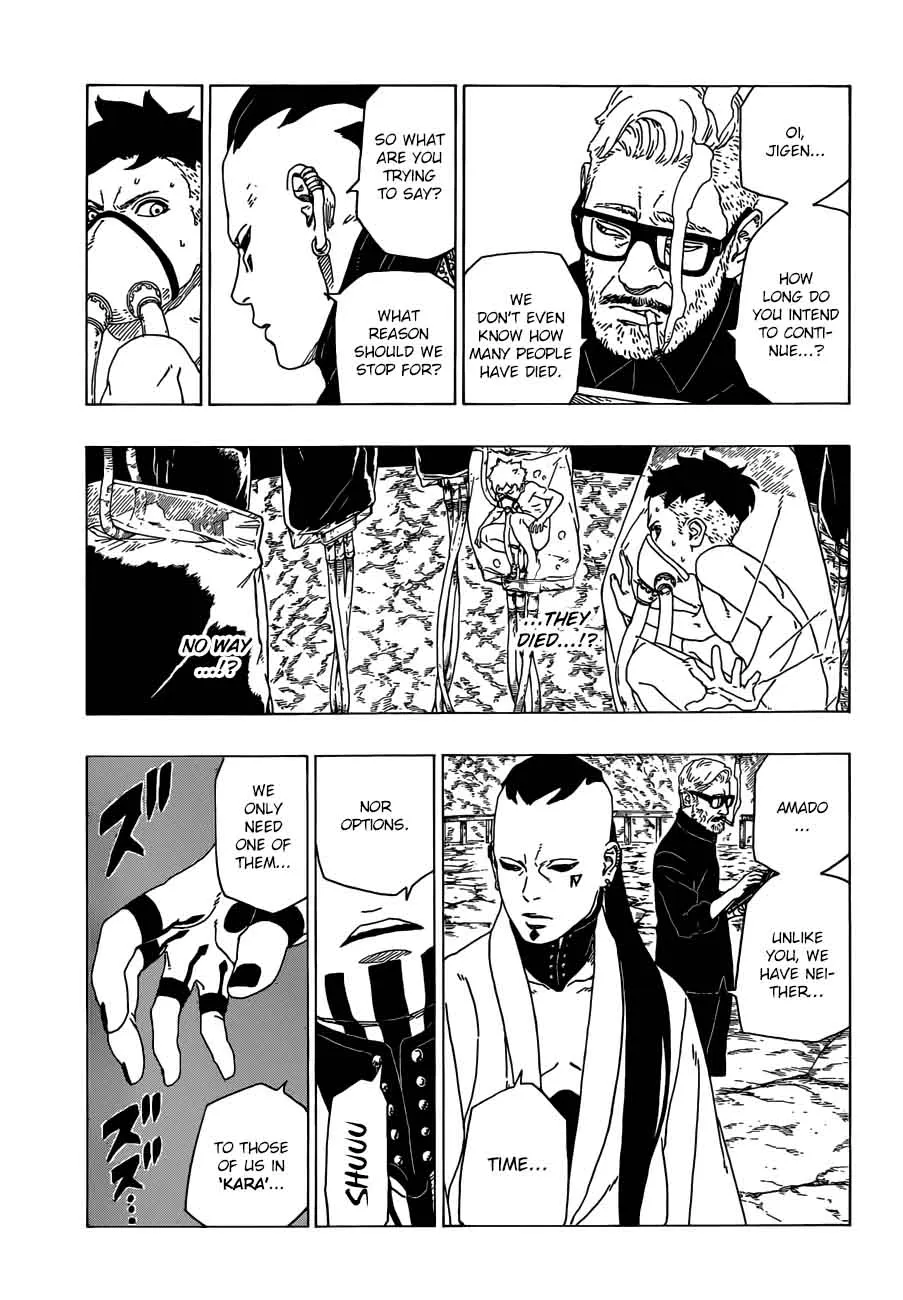 OI,
JIGEN...
HOW
LONG DO
YOU INTEND
TO CONTI-
NUE...?
WE
DON'T EVEN
KNOW HOW
MANY PEOPLE
HAVE DIED.
SO WHAT
ARE YOU
TRYING
TO SAY?
WHAT
REASON
SHOULD WE
STOP FOR?
...THEY
DIED....!?
NO WAY
...!?
AMADO
...
UNLIKE
YOU, WE
HAVE NEI-
THER...
IV
TIME...
NOR
OPTIONS.
SHUUU
WE
ONLY
NEED
ONE OF
THEM...
ズ
ズズ...
TO THOSE
OF US IN
'KARA'...